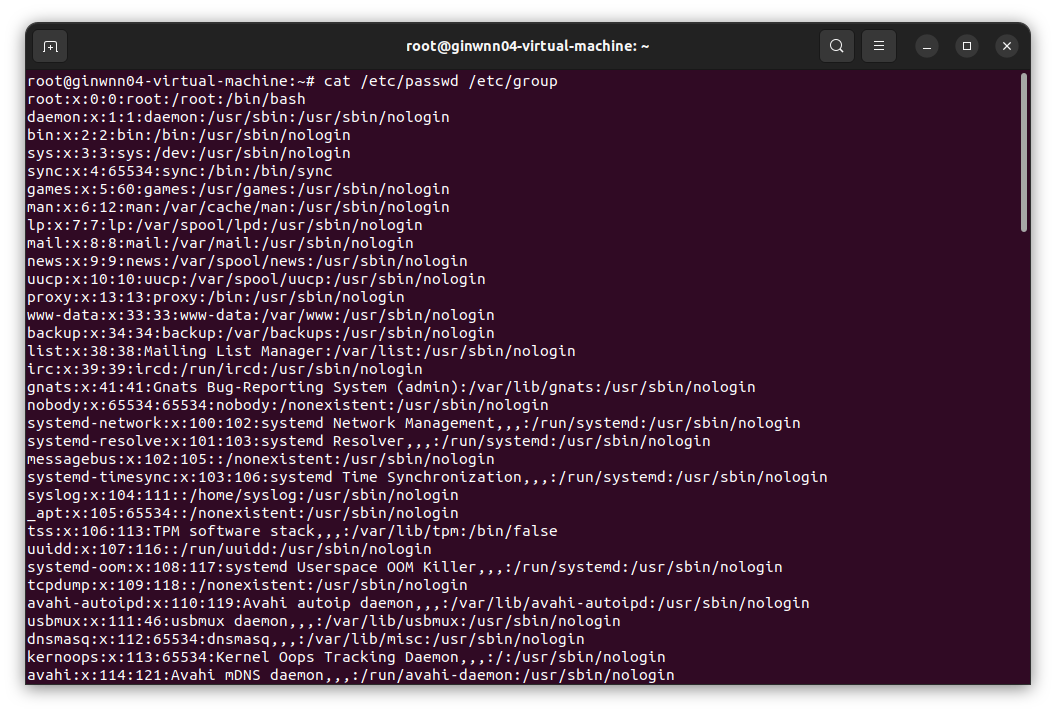 root@ginwnn04-virtual-machine: ~
root@ginwnn04-virtual-machine:~# cat /etc/passwd /etc/group
root:x:0:0:root:/root:/bin/bash
daemon:x:1:1:daemon:/usr/sbin:/usr/sbin/nologin
bin:x:2:2:bin:/bin:/usr/sbin/nologin
sys:x:3:3:sys:/dev:/usr/sbin/nologin
sync:x:4:65534:sync:/bin:/bin/sync
games:x:5:60:games:/usr/games:/usr/sbin/nologin
man:x:6:12:man:/var/cache/man:/usr/sbin/nologin
lp:x:7:7:lp:/var/spool/lpd:/usr/sbin/nologin
mail:x:8:8:mail:/var/mail:/usr/sbin/nologin
news:x:9:9:news:/var/spool/news:/usr/sbin/nologin
uucp:x:10:10:uucp:/var/spool/uucp:/usr/sbin/nologin
proxy:x:13:13:proxy:/bin:/usr/sbin/nologin
www-data:x:33:33:www-data:/var/www:/usr/sbin/nologin
backup:x:34:34:backup:/var/backups:/usr/sbin/nologin
list:x:38:38:Mailing List Manager:/var/list:/usr/sbin/nologin
irc:x:39:39:ircd:/run/ircd:/usr/sbin/nologin
gnats:x:41:41:Gnats Bug-Reporting System (admin):/var/lib/gnats:/usr/sbin/nologin
nobody:x:65534:65534:nobody:/nonexistent:/usr/sbin/nologin
systemd-network:x:100:102:systemd Network Management,,,:/run/systemd:/usr/sbin/nologin
systemd-resolve:x:101:103:systemd Resolver,,,:/run/systemd:/usr/sbin/nologin
messagebus:x:102:105::/nonexistent:/usr/sbin/nologin
systemd-timesync:x:103:106:systemd Time Synchronization,,,:/run/systemd:/usr/sbin/nologin
syslog:x:104:111::/home/syslog:/usr/sbin/nologin
_apt:x:105:65534::/nonexistent:/usr/sbin/nologin
tss:x:106:113:TPM software stack,,,:/var/lib/tpm:/bin/false
uuidd:x:107:116::/run/uuidd:/usr/sbin/nologin
systemd-oom:x:108:117:systemd Userspace OOM Killer,,,:/run/systemd:/usr/sbin/nologin
tcpdump:x:109:118::/nonexistent:/usr/sbin/nologin
avahi-autoipd:x:110:119:Avahi autoip daemon,,,:/var/lib/avahi-autoipd:/usr/sbin/nologin
usbmux:x:111:46:usbmux daemon,,,:/var/lib/usbmux:/usr/sbin/nologin
dnsmasq:x:112:65534:dnsmasq,,,:/var/lib/misc:/usr/sbin/nologin
kernoops:x:113:65534:Kernel Oops Tracking Daemon,,,:/:/usr/sbin/nologin
avahi:x:114:121:Avahi mDNS daemon,,,:/run/avahi-daemon:/usr/sbin/nologin